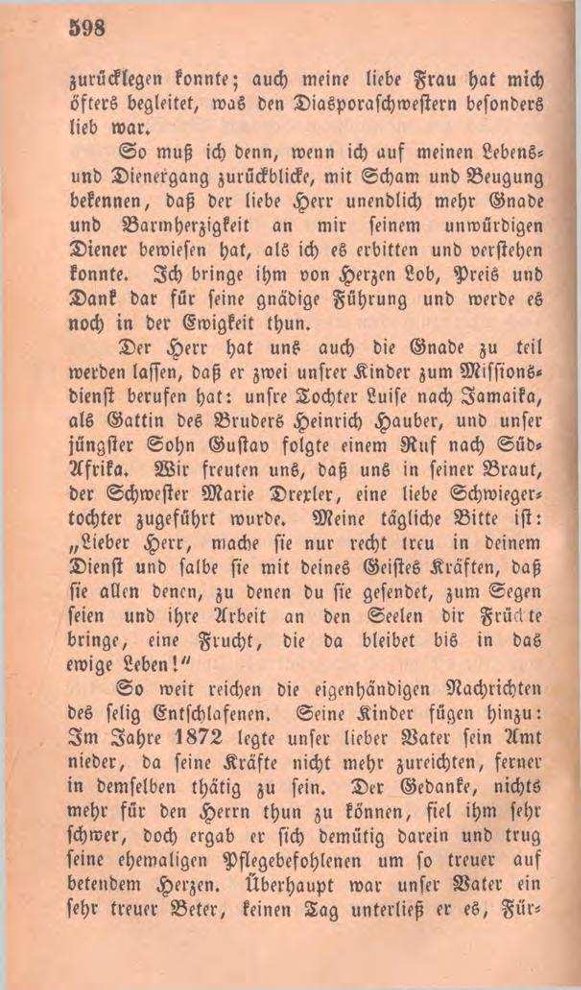 598
zurücklegen konnte; auch meine liebe Frau hat mich
öfters begleitet, was den Diasporaschwestern besonders
lieb war.
So muß ich denn, wenn ich auf meinen Lebens-
und Dienergang zurückblicke, mit Scham und Beugung
bekennen, daß der liebe Herr unendlich mehr Gnade
und Barmherzigkeit an mir seinem unwürdigen
Diener bewiesen hat, als ich es erbitten und verstehen
konnte. Ich bringe ihm von Herzen Lob, Preis und
Dank dar für seine gnädige Führung und werde es
noch in der Ewigkeit thun.
Der Herr hat uns auch die Gnade zu teil
werden lassen, daß er zwei unsrer Kinder zum Missions-
dienst berufen hat: unsre Tochter Luise nach Jamaika,
als Gattin des Bruders Heinrich Hauber, und unser
jüngster Sohn Gustav folgte einem Ruf nach Süd-
Afrika. Wir freuten uns, daß uns in seiner Braut,
der Schwester Marie Drexler, eine liebe Schwieger-
tochter zugeführt wurde. Meine tägliche Bitte ist:
„Lieber Herr, mache sie nur recht treu in deinem
Dienst und salbe sie mit deines Geistes Kräften, daß
sie allen denen, zu denen du sie gesendet, zum Segen
seien und ihre Arbeit an den Seelen dir Früchte
bringe, eine Frucht, die da bleibet bis in das
ewige Leben!“
So weit reichen die eigenhändigen Nachrichten
des selig Entschlafenen. Seine Kinder fügen hinzu:
Im Jahre 1872 legte unser lieber Vater sein Amt
nieder, da seine Kräfte nicht mehr zureichten, ferner
in demselben thätig zu sein. Der Gedanke, nichts
mehr für den Herrn thun zu können, fiel ihm sehr
schwer, doch ergab er sich demütig darein und trug
seine ehemaligen Pflegebefohlenen um so treuer auf
betendem Herzen. Überhaupt war unser Vater ein
sehr treuer Beter, keinen Tag unterließ er es, Für-